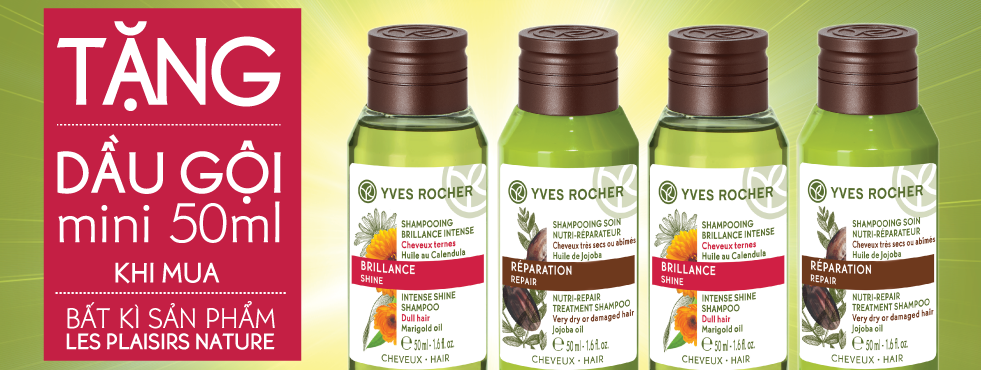 TẶNG
DẦU GỘI
mini 50ml
KHI MUA
BẤT KÌ SẢN PHẨM
LES PLAISIRS NATURE
YVES ROCHER
SHAMPOOING
BRILLANCE INTENSE
Cheveux ternes
Huile au Calendula
BRILLANCE
SHINE
INTENSE SHINE
SHAMPOO
Dull hair
Marigold oil
℮ 50 ml - 1.6 fl. oz
CHEVEUX • HAIR
YVES ROCHER
SHAMPOOING SOIN
NUTRI-RÉPARATEUR
Cheveux très secs ou abîmés
Huile de Jojoba
RÉPARATION
REPAIR
NUTRI-REPAIR
TREATMENT SHAMPOO
Very dry or damaged hair
Jojoba oil
℮ 50 ml - 1.6 fl. oz
CHEVEUX • HAIR
YVES ROCHER
SHAMPOOING
BRILLANCE INTENSE
Cheveux ternes
Huile au Calendula
BRILLANCE
SHINE
INTENSE SHINE
SHAMPOO
Dull hair
Marigold oil
℮ 50 ml - 1.6 fl. oz
CHEVEUX • HAIR
YVES ROCHER
SHAMPOOING SOIN
NUTRI-RÉPARATEUR
Cheveux très secs ou abîmés
Huile de Jojoba
RÉPARATION
REPAIR
NUTRI-REPAIR
TREATMENT SHAMPOO
Very dry or damaged hair
Jojoba oil
℮ 50 ml - 1.6 fl. oz
CHEVEUX • HAIR